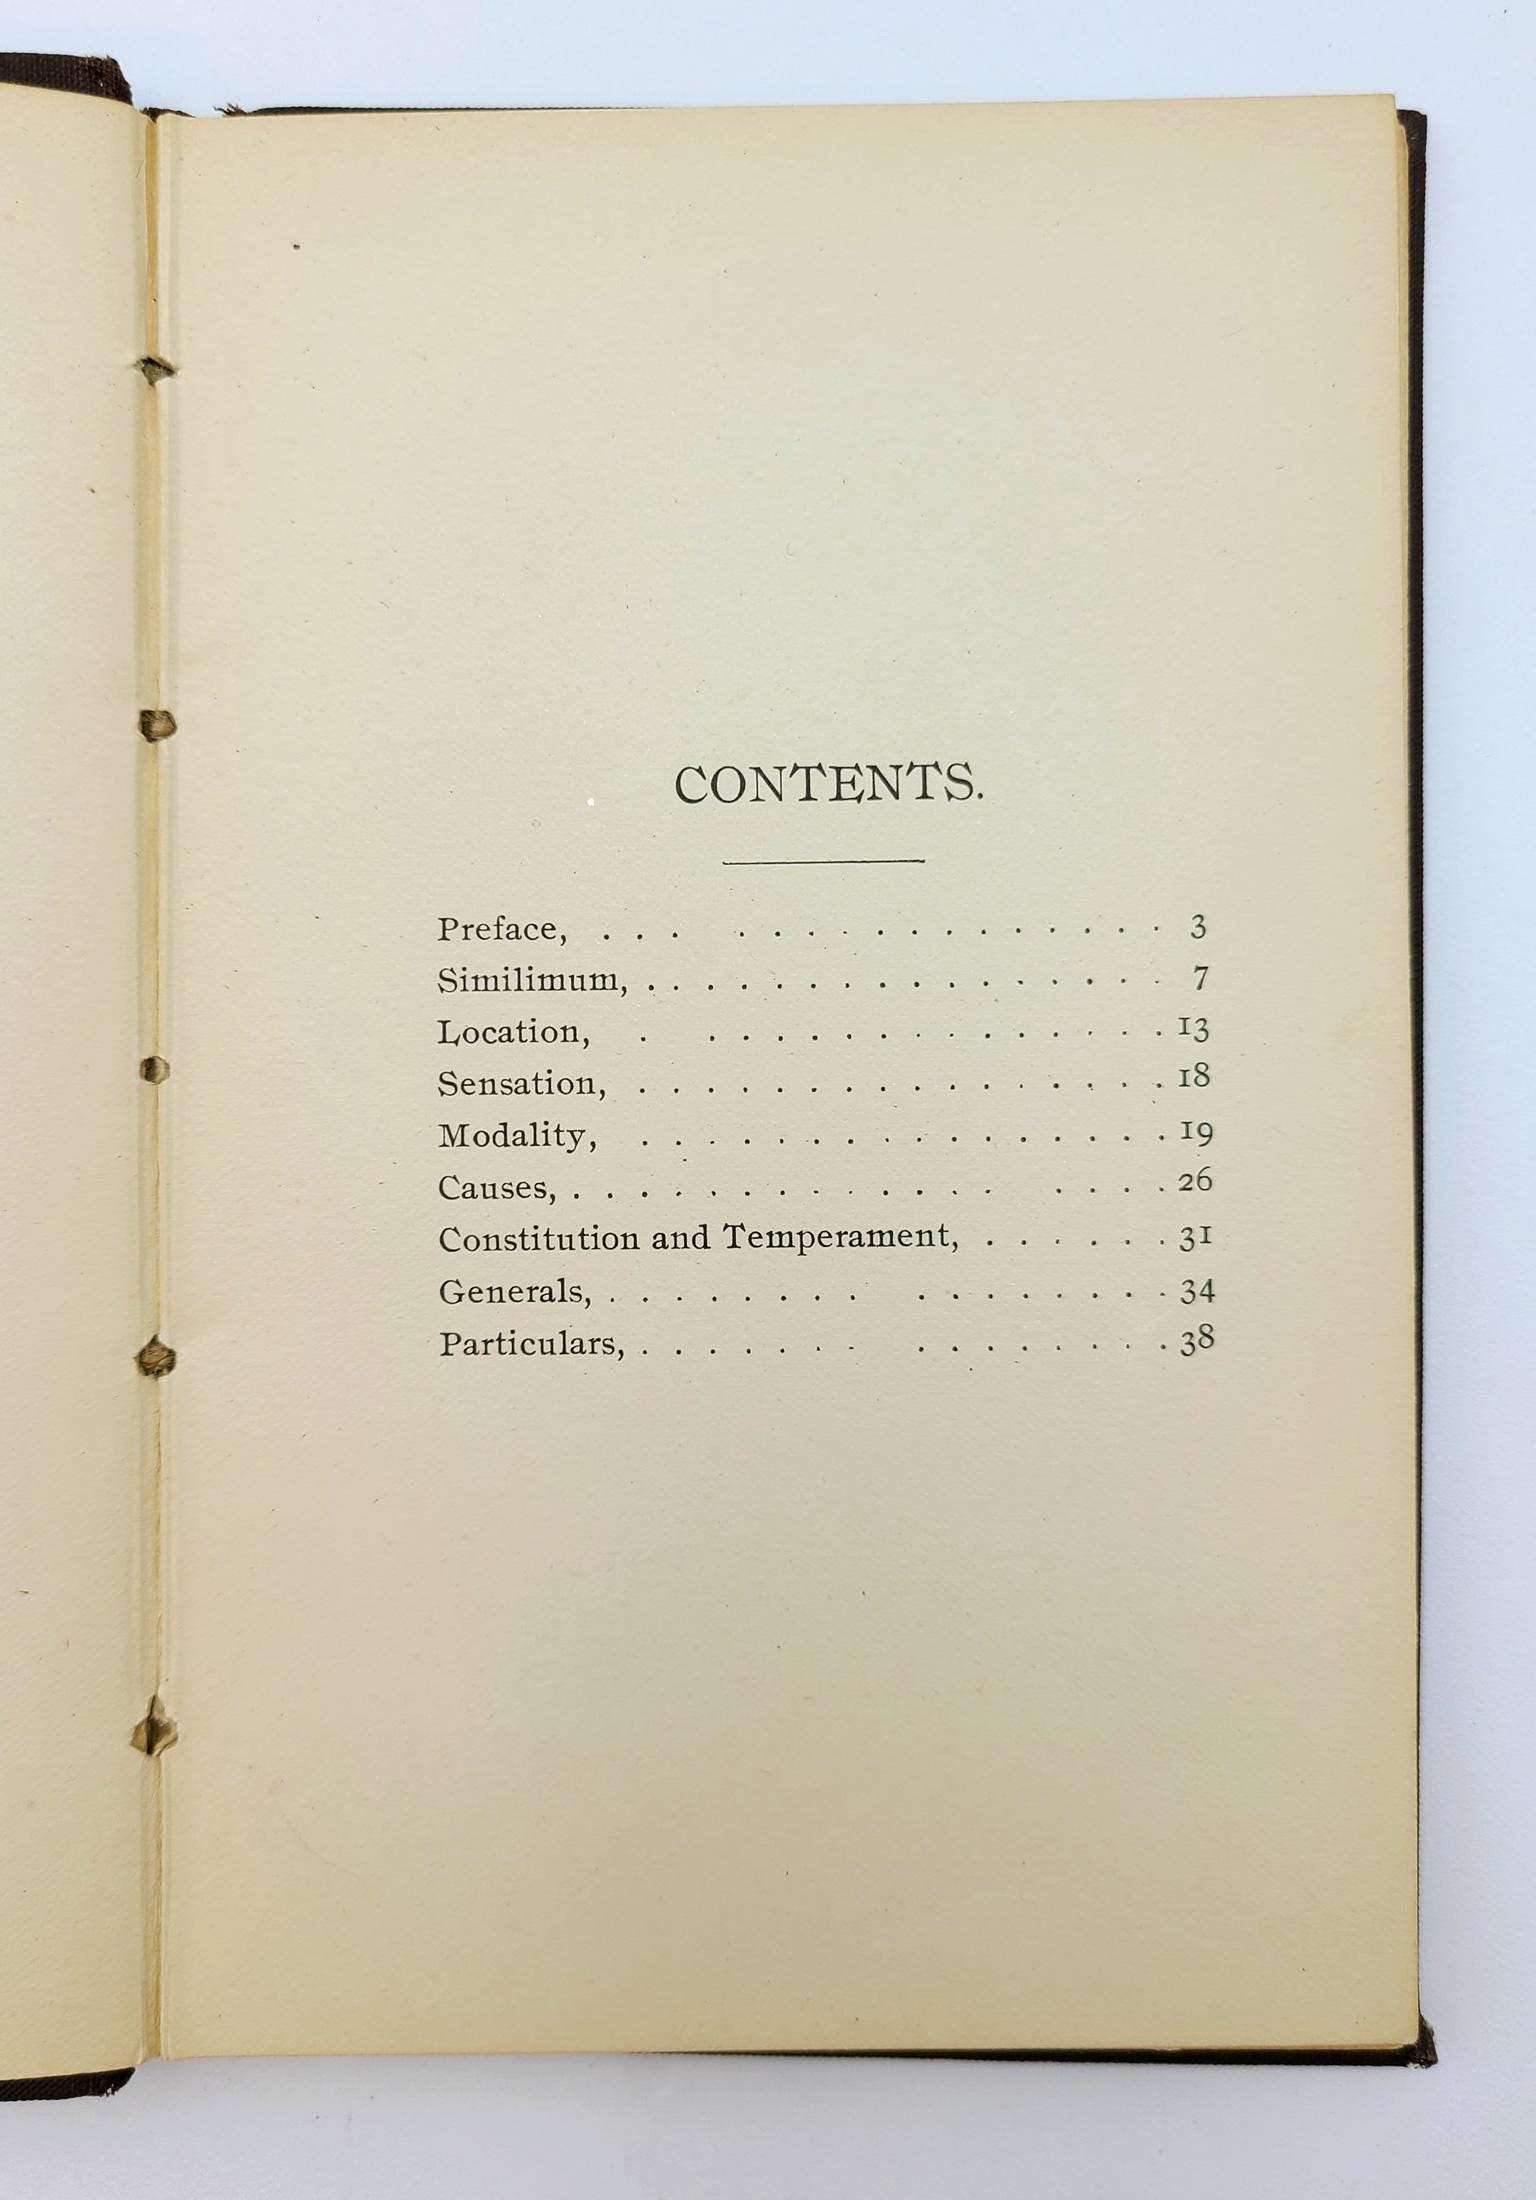 CONTENTS.
Preface, . . . . . . . . . . . . . . . . 3
Similimum, . . . . . . . . . . . . . . . . 7
Location, . . . . . . . . . . . . . . . 13
Sensation, . . . . . . . . . . . . . . . . 18
Modality, . . . . . . . . . . . . . . . . 19
Causes, . . . . . . . . . . . . . . . . . 26
Constitution and Temperament, . . . . . . 31
Generals, . . . . . . . . . . . . . . . . 34
Particulars, . . . . . . . . . . . . . . . 38